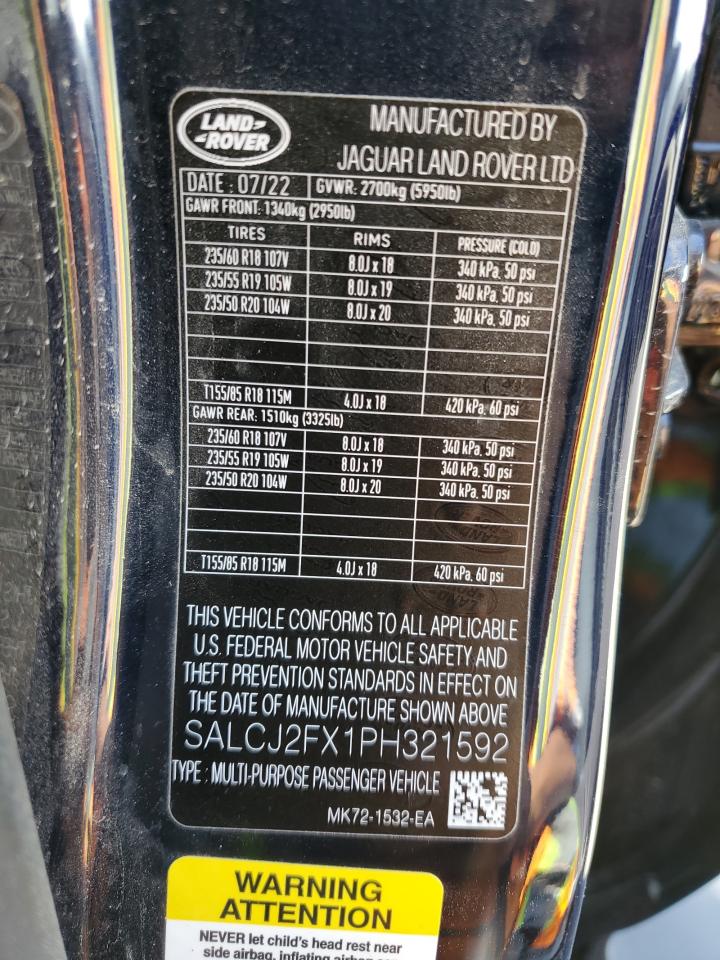 LAND-
ROVER
MANUFACTURED BY
JAGUAR LAND ROVER LTD
DATE : 07/22 GVWR: 2700kg (5950lb)
GAWR FRONT: 1340kg (2950lb)
TIRES RIMS PRESSURE (COLD)
235/60 R18 107V 8.0J x 18 340 kPa, 50 psi
235/55 R19 105W 8.0J x 19 340 kPa, 50 psi
235/50 R20 104W 8.0J x 20 340 kPa, 50 psi
T155/85 R18 115M 4.0J x 18 420 kPa, 60 psi
GAWR REAR: 1510kg (3325lb)
235/60 R18 107V 8.0J x 18 340 kPa, 50 psi
235/55 R19 105W 8.0J x 19 340 kPa, 50 psi
235/50 R20 104W 8.0J x 20 340 kPa, 50 psi
T155/85 R18 115M 4.0J x 18 420 kPa, 60 psi
THIS VEHICLE CONFORMS TO ALL APPLICABLE
U.S. FEDERAL MOTOR VEHICLE SAFETY AND
THEFT PREVENTION STANDARDS IN EFFECT ON
THE DATE OF MANUFACTURE SHOWN ABOVE
SALCJ2FX1PH321592
TYPE : MULTI-PURPOSE PASSENGER VEHICLE
MK72-1532-EA
WARNING
ATTENTION
NEVER let child's head rest near
side airbag, inflating airbag can